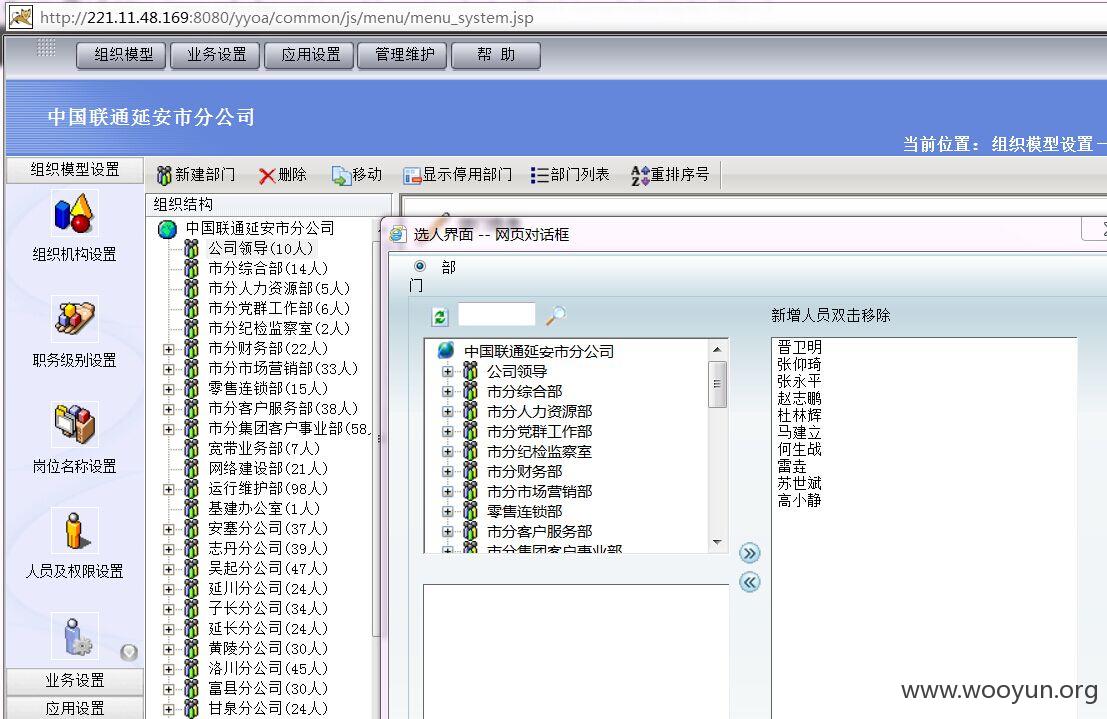 http://221.11.48.169:8080/yyoa/common/js/menu/menu_system.jsp
组织模型 业务设置 应用设置 管理维护 帮 助
中国联通延安市分公司
当前位置: 组织模型设置－
组织模型设置
新建部门 删除 移动 显示停用部门 部门列表 重排序号
组织机构设置
职务级别设置
岗位名称设置
人员及权限设置
业务设置
应用设置
组织结构
中国联通延安市分公司
公司领导(10人)
市分综合部(14人)
市分人力资源部(5人)
市分党群工作部(6人)
市分纪检监察室(2人)
市分财务部(22人)
市分市场营销部(33人)
零售连锁部(15人)
市分客户服务部(38人)
市分集团客户事业部(58
宽带业务部(7人)
网络建设部(21人)
运行维护部(98人)
基建办公室(1人)
安塞分公司(37人)
志丹分公司(39人)
吴起分公司(47人)
延川分公司(24人)
子长分公司(34人)
延长分公司(24人)
黄陵分公司(30人)
洛川分公司(45人)
富县分公司(30人)
甘泉分公司(24人)
选人界面 -- 网页对话框
部
门
中国联通延安市分公司
公司领导
市分综合部
市分人力资源部
市分党群工作部
市分纪检监察室
市分财务部
市分市场营销部
零售连锁部
市分客户服务部
市分集团客户事业部
新增人员双击移除
晋卫明
张仰琦
张永平
赵志鹏
杜林辉
马建立
何生战
雷垚
苏世斌
高小静
www.wooyun.org